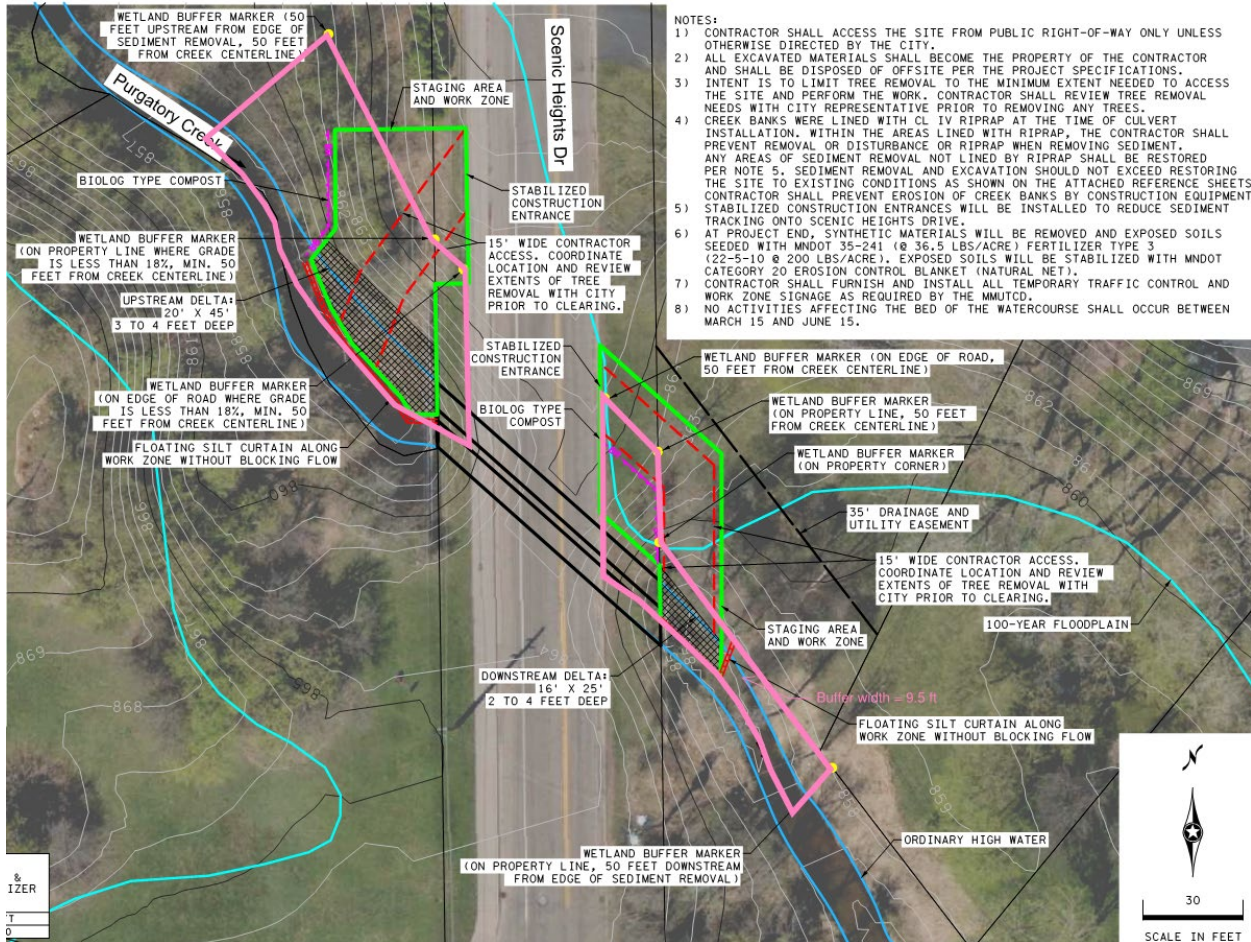 WETLAND BUFFER MARKER (50
FEET UPSTREAM FROM EDGE OF
SEDIMENT REMOVAL, 50 FEET
FROM CREEK CENTERLINE)
Purgatory Creek
Scenic Heights Dr
STAGING AREA
AND WORK ZONE
BIOLOG TYPE COMPOST
STABILIZED
CONSTRUCTION
ENTRANCE
WETLAND BUFFER MARKER
(ON PROPERTY LINE WHERE GRADE
IS LESS THAN 18%, MIN. 50
FEET FROM CREEK CENTERLINE)
15' WIDE CONTRACTOR
ACCESS. COORDINATE
LOCATION AND REVIEW
EXTENTS OF TREE
REMOVAL WITH CITY
PRIOR TO CLEARING.
UPSTREAM DELTA:
20' X 45'
3 TO 4 FEET DEEP
WETLAND BUFFER MARKER
(ON EDGE OF ROAD WHERE GRADE
IS LESS THAN 18%, MIN. 50
FEET FROM CREEK CENTERLINE)
FLOATING SILT CURTAIN ALONG
WORK ZONE WITHOUT BLOCKING FLOW
NOTES:
1) CONTRACTOR SHALL ACCESS THE SITE FROM PUBLIC RIGHT-OF-WAY ONLY UNLESS
OTHERWISE DIRECTED BY THE CITY.
2) ALL EXCAVATED MATERIALS SHALL BECOME THE PROPERTY OF THE CONTRACTOR
AND SHALL BE DISPOSED OF OFFSITE PER THE PROJECT SPECIFICATIONS.
3) INTENT IS TO LIMIT TREE REMOVAL TO THE MINIMUM EXTENT NEEDED TO ACCESS
THE SITE AND PERFORM THE WORK. CONTRACTOR SHALL REVIEW TREE REMOVAL
NEEDS WITH CITY REPRESENTATIVE PRIOR TO REMOVING ANY TREES.
4) CREEK BANKS WERE LINED WITH CL IV RIPRAP AT THE TIME OF CULVERT
INSTALLATION. WITHIN THE AREAS LINED WITH RIPRAP, THE CONTRACTOR SHALL
PREVENT REMOVAL OR DISTURBANCE OR RIPRAP WHEN REMOVING SEDIMENT.
ANY AREAS OF SEDIMENT REMOVAL NOT LINED BY RIPRAP SHALL BE RESTORED
PER NOTE 5. SEDIMENT REMOVAL AND EXCAVATION SHOULD NOT EXCEED RESTORING
THE SITE TO EXISTING CONDITIONS AS SHOWN ON THE ATTACHED REFERENCE SHEETS
CONTRACTOR SHALL PREVENT EROSION OF CREEK BANKS BY CONSTRUCTION EQUIPMENT
5) STABILIZED CONSTRUCTION ENTRANCES WILL BE INSTALLED TO REDUCE SEDIMENT
TRACKING ONTO SCENIC HEIGHTS DRIVE.
6) AT PROJECT END, SYNTHETIC MATERIALS WILL BE REMOVED AND EXPOSED SOILS
SEEDED WITH MNDOT 35-241 (@ 36.5 LBS/ACRE) FERTILIZER TYPE 3
(22-5-10 @ 200 LBS/ACRE). EXPOSED SOILS WILL BE STABILIZED WITH MNDOT
CATEGORY 20 EROSION CONTROL BLANKET (NATURAL NET).
7) CONTRACTOR SHALL FURNISH AND INSTALL ALL TEMPORARY TRAFFIC CONTROL AND
WORK ZONE SIGNAGE AS REQUIRED BY THE MMUTCD.
8) NO ACTIVITIES AFFECTING THE BED OF THE WATERCOURSE SHALL OCCUR BETWEEN
MARCH 15 AND JUNE 15.
STABILIZED
CONSTRUCTION
ENTRANCE
BIOLOG TYPE
COMPOST
WETLAND BUFFER MARKER (ON EDGE OF ROAD,
50 FEET FROM CREEK CENTERLINE)
WETLAND BUFFER MARKER
(ON PROPERTY LINE, 50 FEET
FROM CREEK CENTERLINE)
WETLAND BUFFER MARKER
(ON PROPERTY CORNER)
35' DRAINAGE AND
UTILITY EASEMENT
15' WIDE CONTRACTOR ACCESS.
COORDINATE LOCATION AND REVIEW
EXTENTS OF TREE REMOVAL WITH
CITY PRIOR TO CLEARING.
100-YEAR FLOODPLAIN
STAGING AREA
AND WORK ZONE
DOWNSTREAM DELTA:
16' X 25'
2 TO 4 FEET DEEP
Buffer width = 9.5 ft
FLOATING SILT CURTAIN ALONG
WORK ZONE WITHOUT BLOCKING FLOW
ORDINARY HIGH WATER
WETLAND BUFFER MARKER
(ON PROPERTY LINE, 50 FEET DOWNSTREAM
FROM EDGE OF SEDIMENT REMOVAL)
857
858
860
861
862
860
866
869
868
865
864
859
869
&
IZER
T
0
N
30
SCALE IN FEET